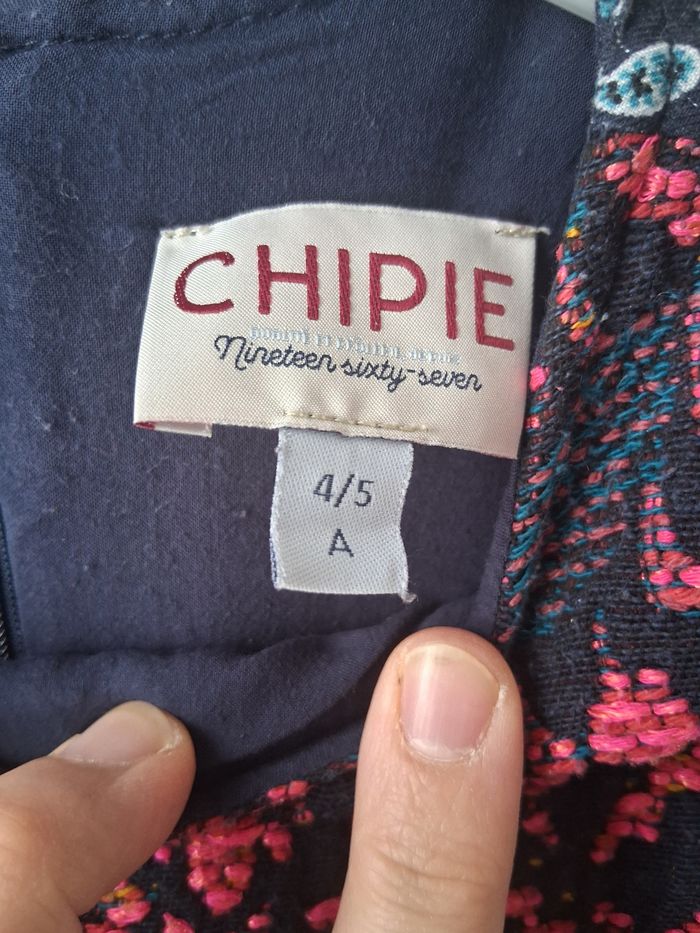 CHIPIE
Nineteen sixty-seven
4/5
A